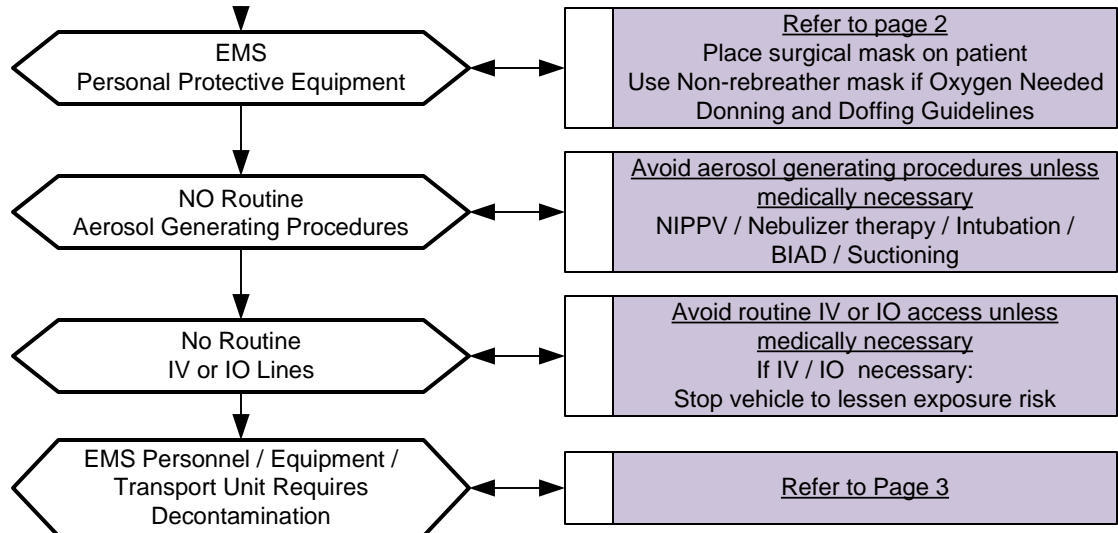 EMS
Personal Protective Equipment
Refer to page 2
Place surgical mask on patient
Use Non-rebreather mask if Oxygen Needed
Donning and Doffing Guidelines
NO Routine
Aerosol Generating Procedures
Avoid aerosol generating procedures unless
medically necessary
NIPPV / Nebulizer therapy / Intubation /
BIAD / Suctioning
No Routine
IV or IO Lines
Avoid routine IV or IO access unless
medically necessary
If IV / IO necessary:
Stop vehicle to lessen exposure risk
EMS Personnel / Equipment /
Transport Unit Requires
Decontamination
Refer to Page 3